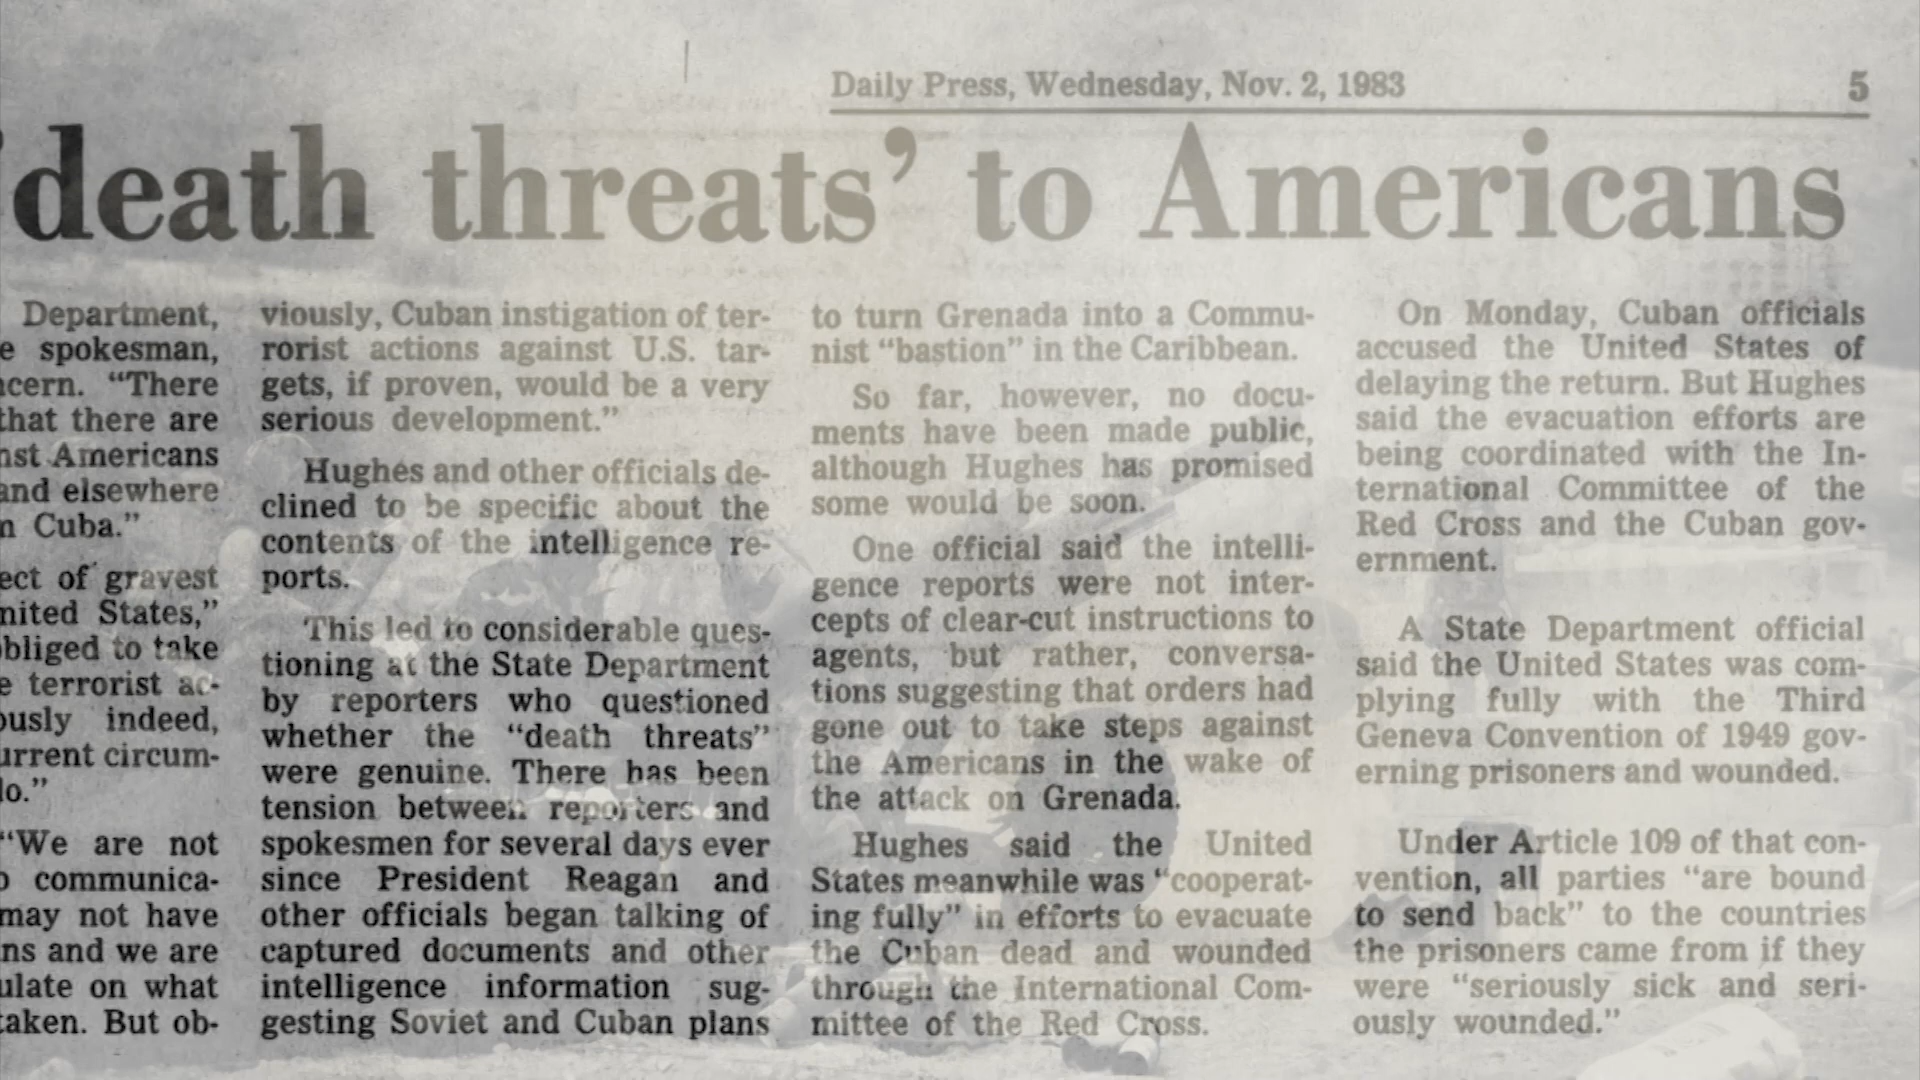 Daily Press, Wednesday, Nov. 2, 1983
5
'death threats' to Americans
Department,
e spokesman,
cern. "There
that there are
nst Americans
and elsewhere
n Cuba."
ect of gravest
nited States,"
bliged to take
e terrorist ac-
ously indeed,
urrent circum-
lo."
"We are not
o communica-
may not have
ns and we are
ulate on what
taken. But ob-
viously, Cuban instigation of ter-
rorist actions against U.S. tar-
gets, if proven, would be a very
serious development."
Hughes and other officials de-
clined to be specific about the
contents of the intelligence re-
ports.
This led to considerable ques-
tioning at the State Department
by reporters who questioned
whether the "death threats"
were genuine. There has been
tension between reporters and
spokesmen for several days ever
since President Reagan and
other officials began talking of
captured documents and other
intelligence information sug-
gesting Soviet and Cuban plans
to turn Grenada into a Commu-
nist "bastion" in the Caribbean.
So far, however, no docu-
ments have been made public,
although Hughes has promised
some would be soon.
One official said the intelli-
gence reports were not inter-
cepts of clear-cut instructions to
agents, but rather, conversa-
tions suggesting that orders had
gone out to take steps against
the Americans in the wake of
the attack on Grenada.
Hughes said the United
States meanwhile was "cooperat-
ing fully" in efforts to evacuate
the Cuban dead and wounded
through the International Com-
mittee of the Red Cross.
On Monday, Cuban officials
accused the United States of
delaying the return. But Hughes
said the evacuation efforts are
being coordinated with the In-
ternational Committee of the
Red Cross and the Cuban gov-
ernment.
A State Department official
said the United States was com-
plying fully with the Third
Geneva Convention of 1949 gov-
erning prisoners and wounded.
Under Article 109 of that con-
vention, all parties "are bound
to send back" to the countries
the prisoners came from if they
were "seriously sick and seri-
ously wounded."